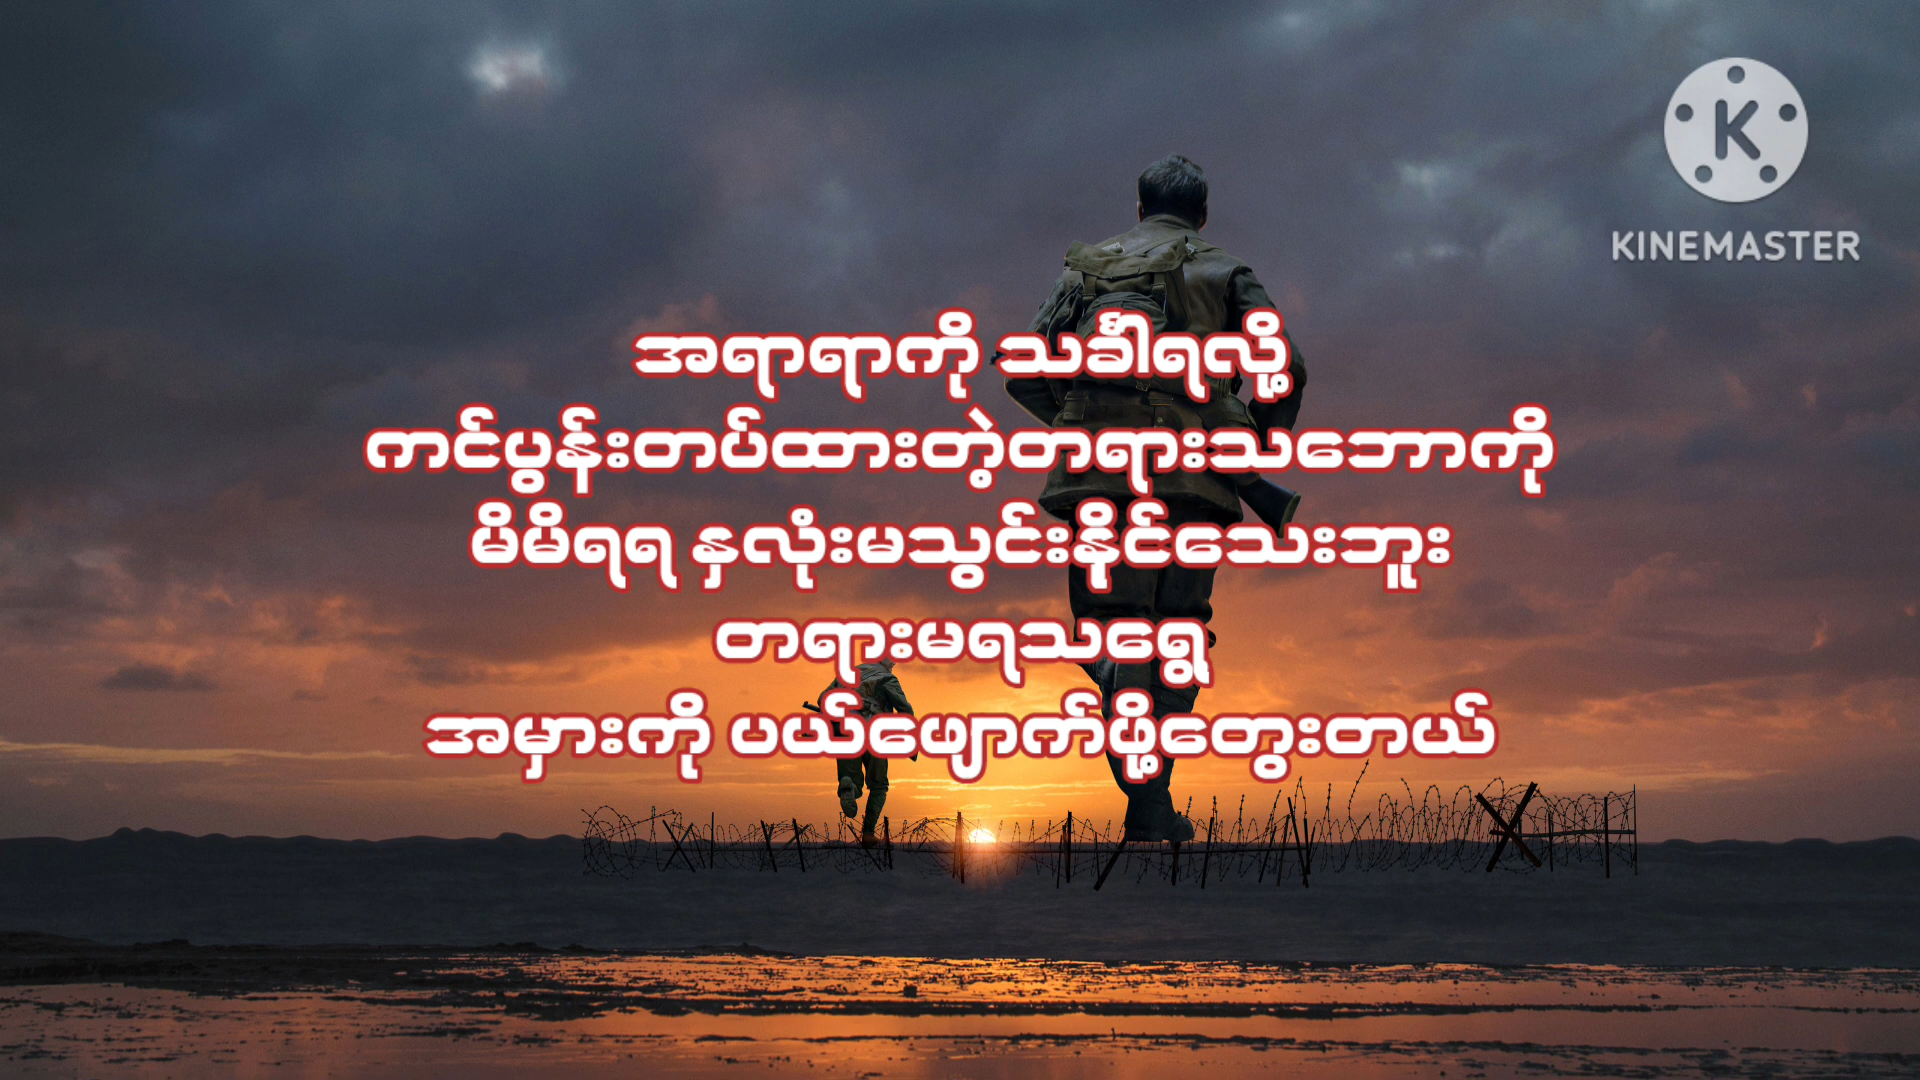 KINEMASTER
အရာရာကို သင်္ခါရလို့
ကင်ပွန်းတပ်ထားတဲ့တရားသဘောကို
မိမိရရ နှလုံးမသွင်းနိုင်သေးဘူး
တရားမရသရွေ့
အမှားကို ပယ်ဖျောက်ဖို့တွေးတယ်